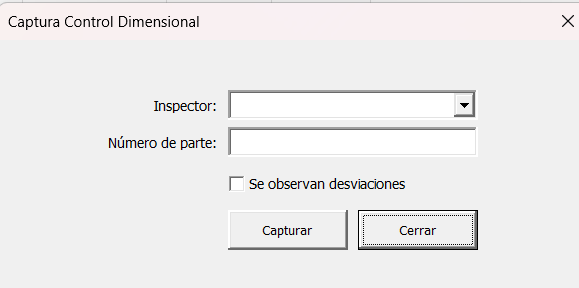 Captura Control Dimensional
Inspector:
Número de parte:
Se observan desviaciones
Capturar
Cerrar